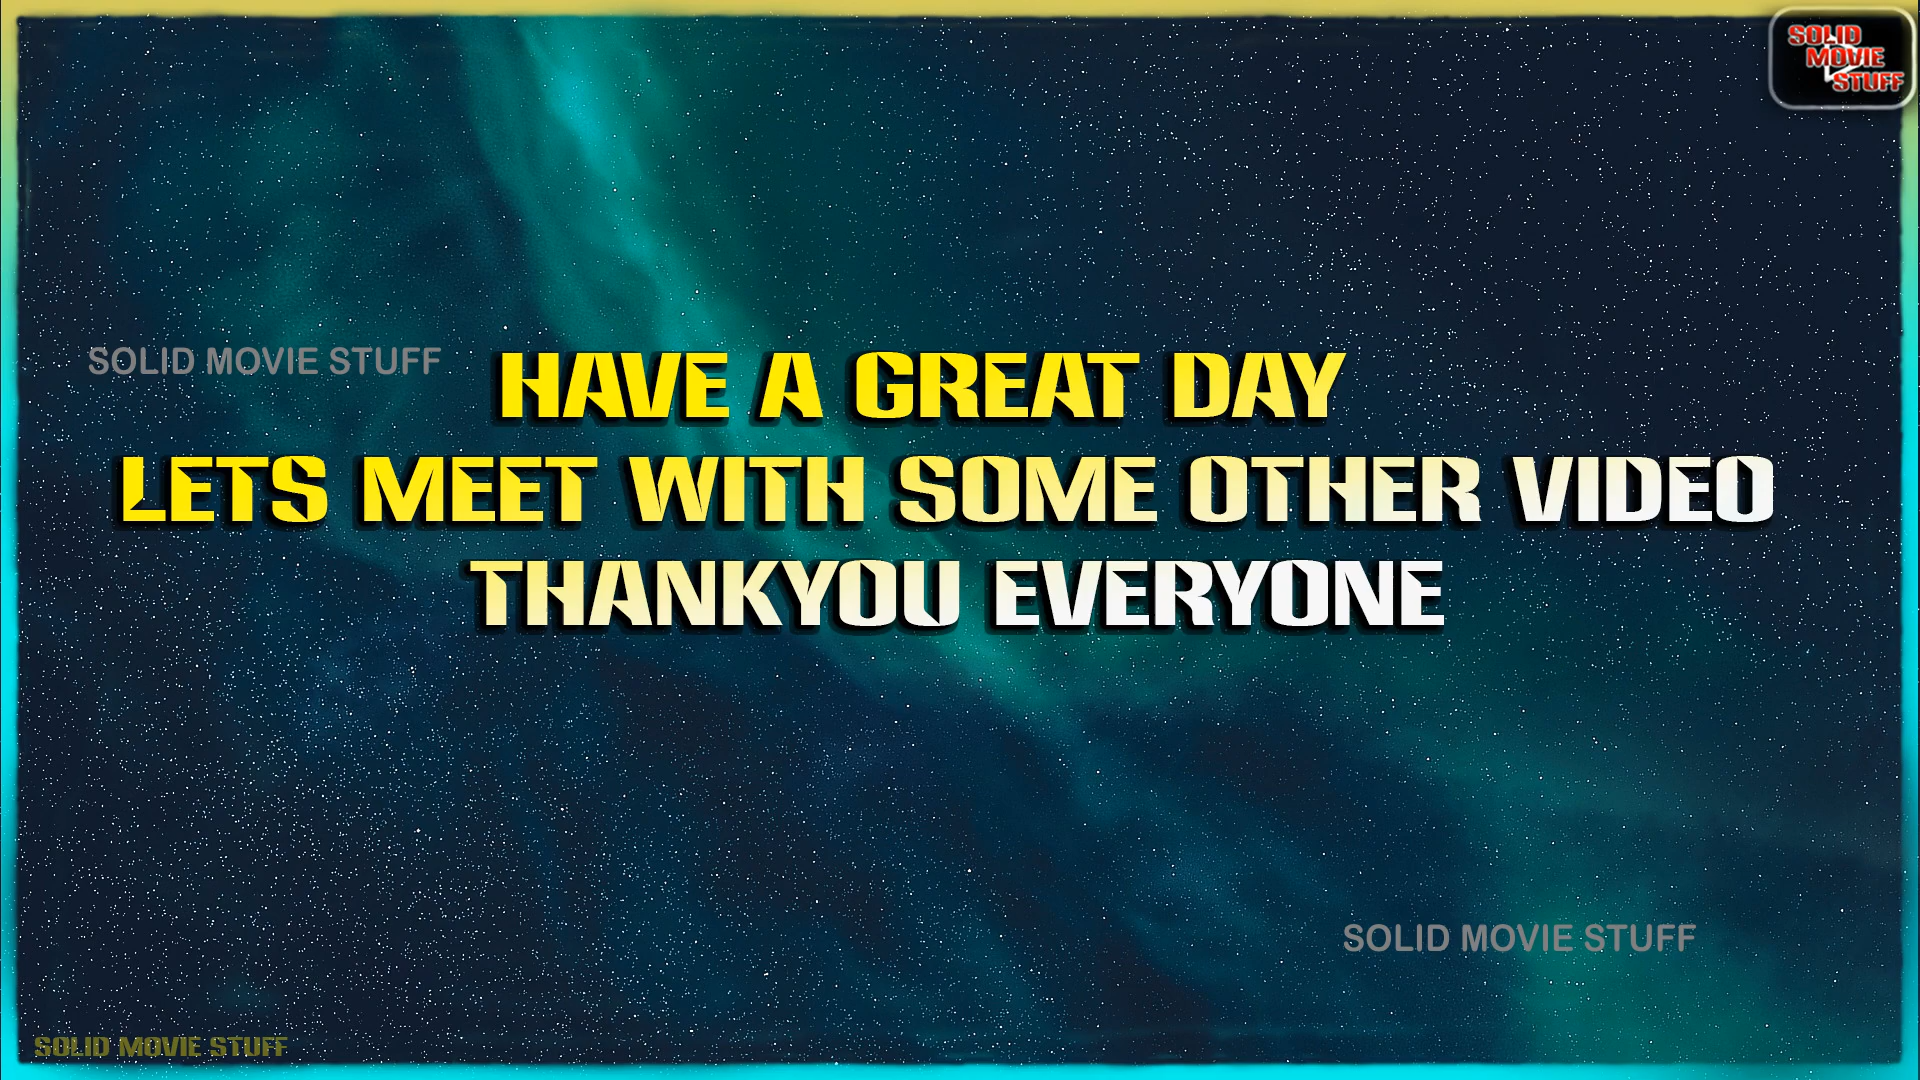 SOLID
MOVIE
STUFF
SOLID MOVIE STUFF
HAVE A GREAT DAY
LETS MEET WITH SOME OTHER VIDEO
THANKYOU EVERYONE
SOLID MOVIE STUFF
SOLID MOVIE STUFF